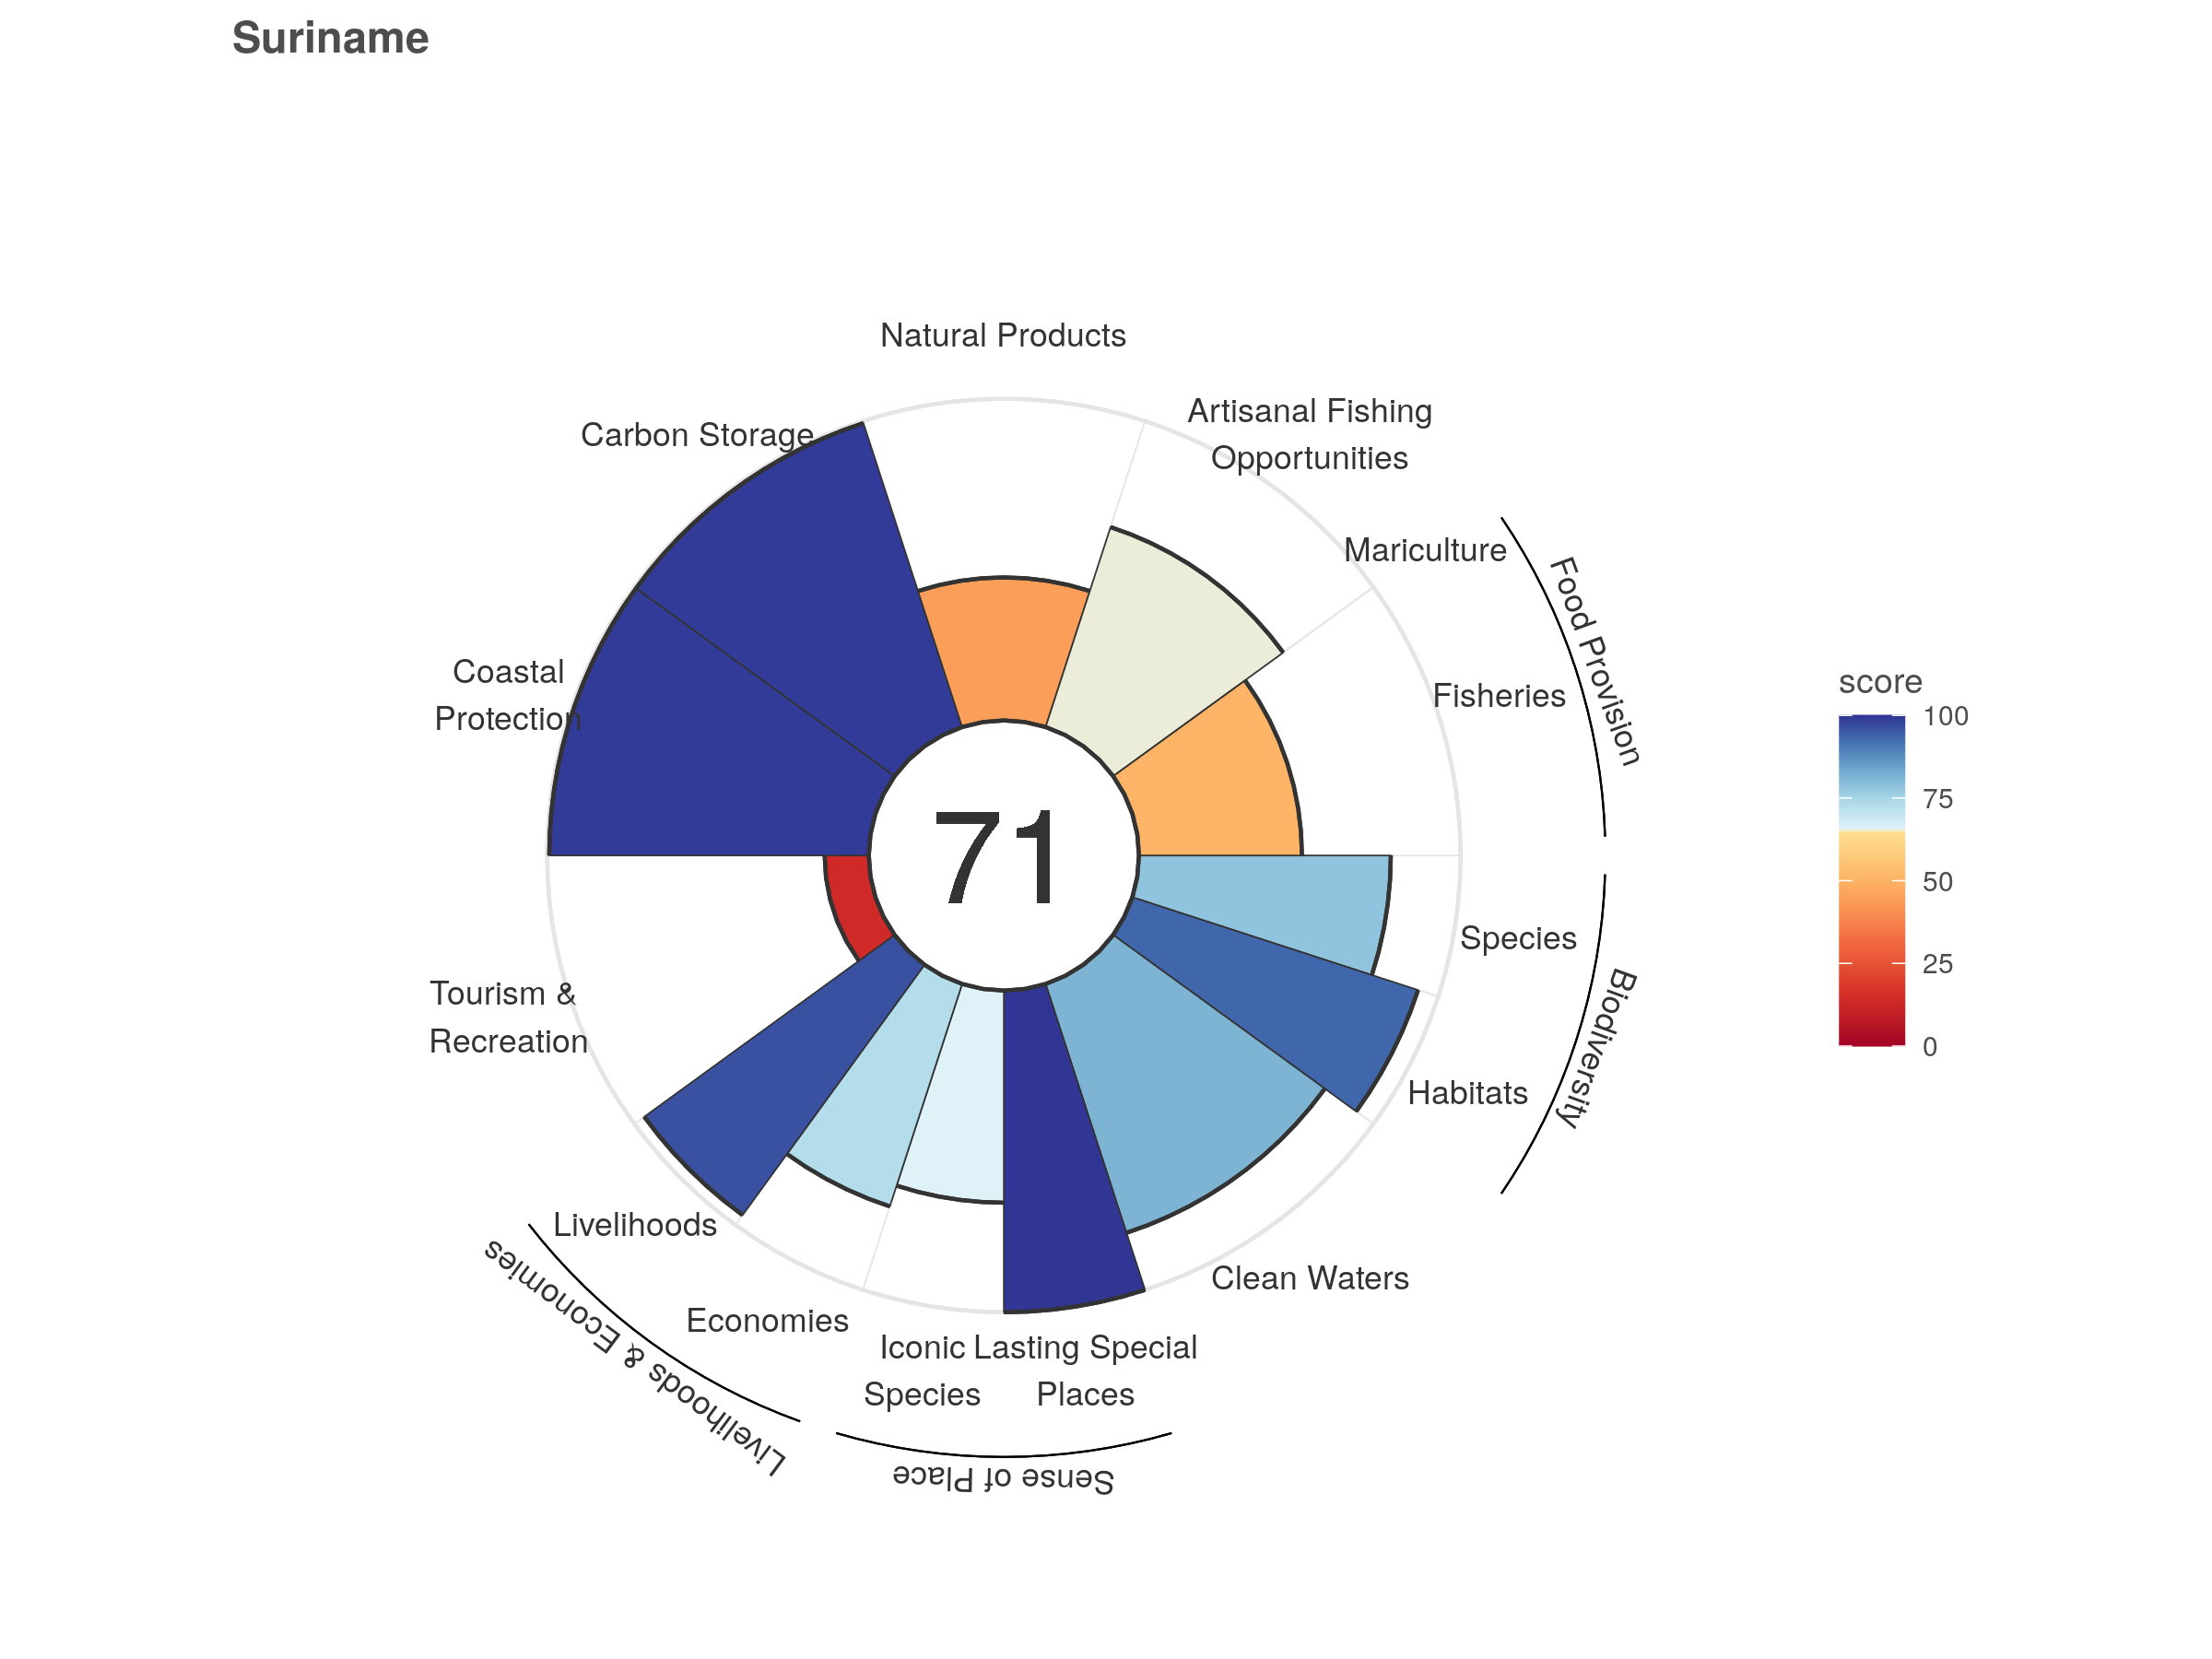 Suriname
Natural Products
Artisanal Fishing
Opportunities
Carbon Storage
Mariculture
Food Provision
Fisheries
Coastal
Protection
71
Species
Biodiversity
Habitats
Tourism &
Recreation
Livelihoods
Livelihoods & Economies
Economies
Clean Waters
Iconic
Species
Lasting Special
Places
Sense of Place
score
100
75
50
25
0